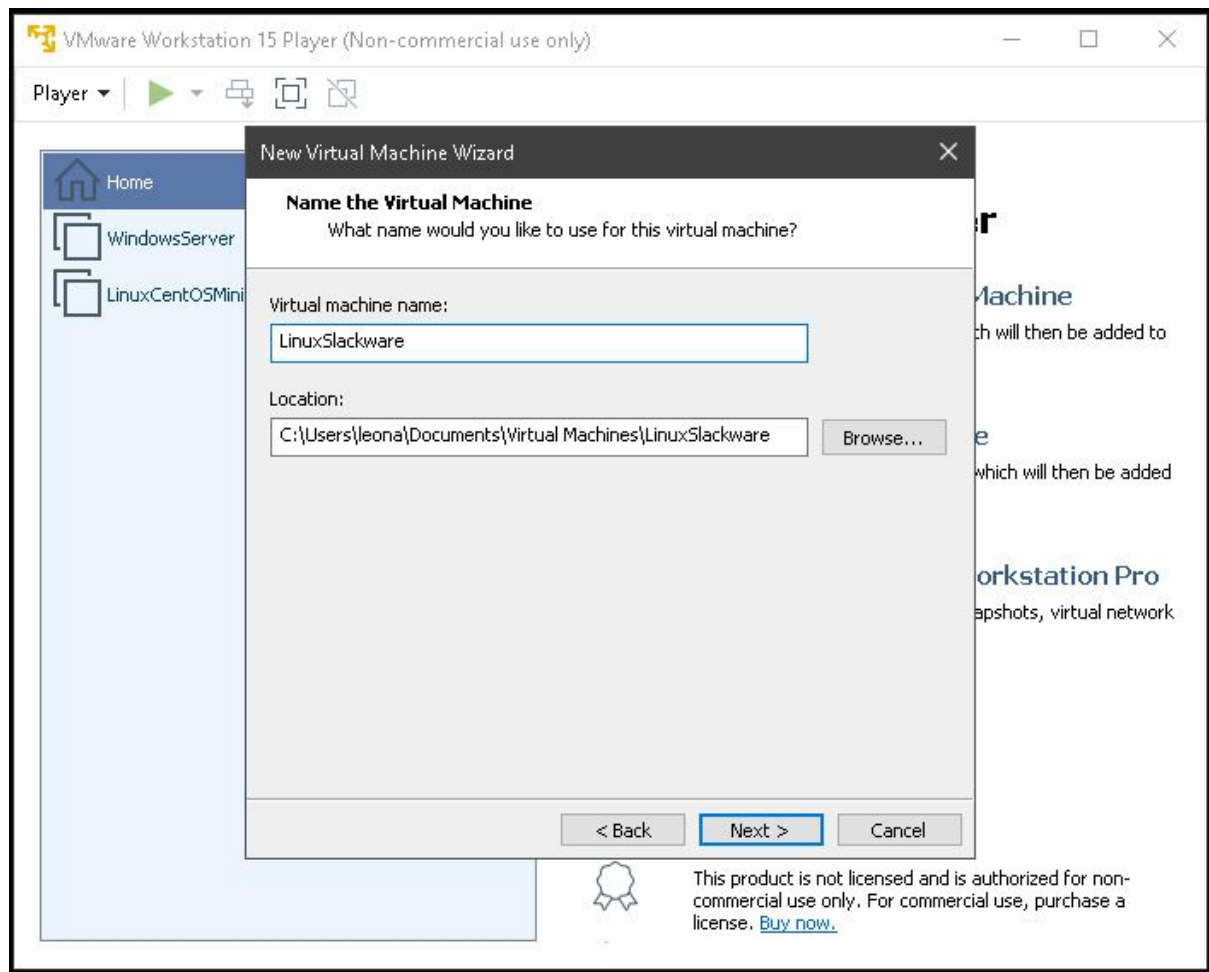 VMware Workstation 15 Player (Non-commercial use only)
Player
New Virtual Machine Wizard
Home
WindowsServer
LinuxCentOSMini
Name the Virtual Machine
What name would you like to use for this virtual machine?
Virtual machine name:
LinuxSlackware
Location:
C:\Users\leona\Documents\Virtual Machines\LinuxSlackware
Browse...
< Back
Next >
Cancel
will then be added to
which will then be added
Workstation Pro
virtual network
This product is not licensed and is authorized for non-
commercial use only. For commercial use, purchase a
license. Buy now.